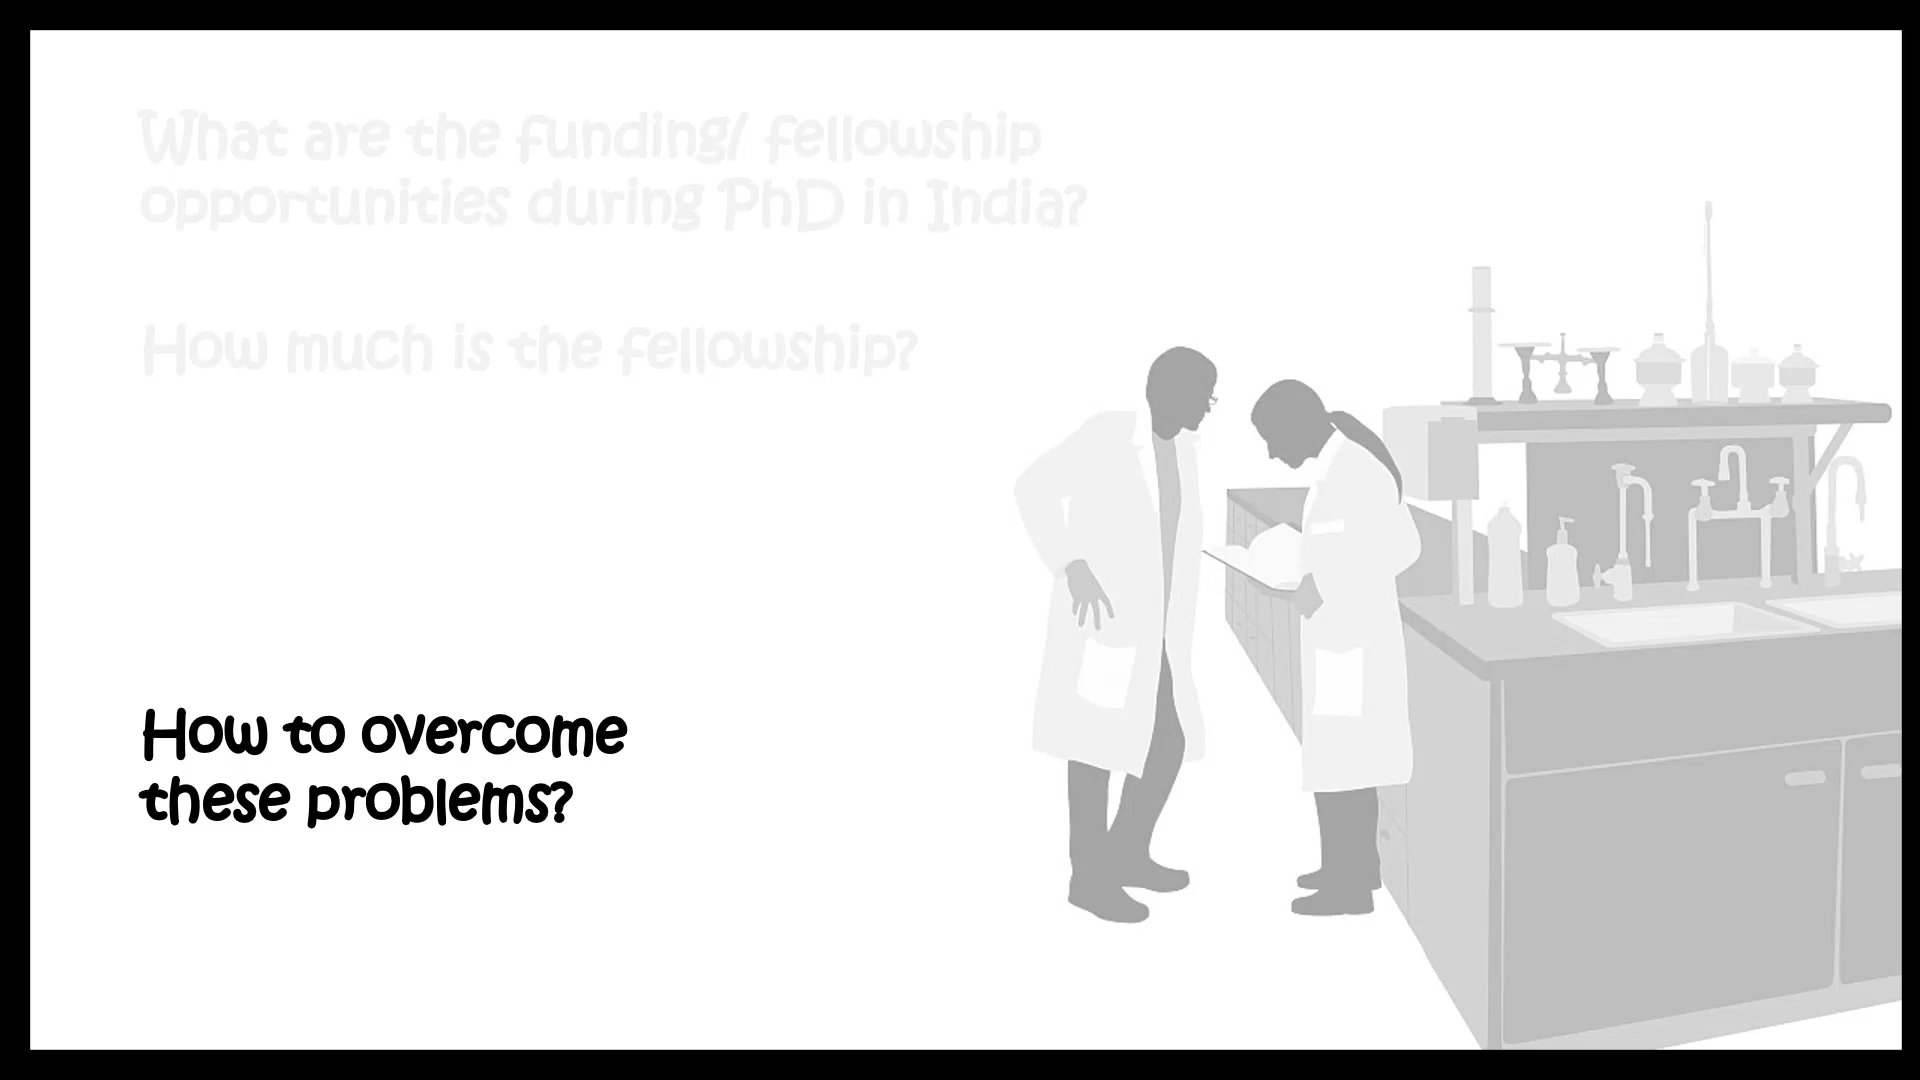 What are the funding/ fellowship
opportunities during PhD in India?
How much is the fellowship?
How to overcome
these problems?